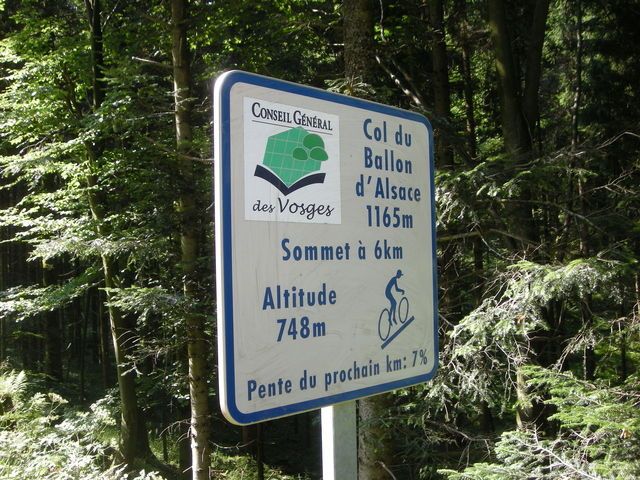 CONSEIL GÉNÉRAL
des Vosges
Col du
Ballon
d'Alsace
1165m
Sommet à 6km
Altitude
748m
Pente du prochain km: 7%